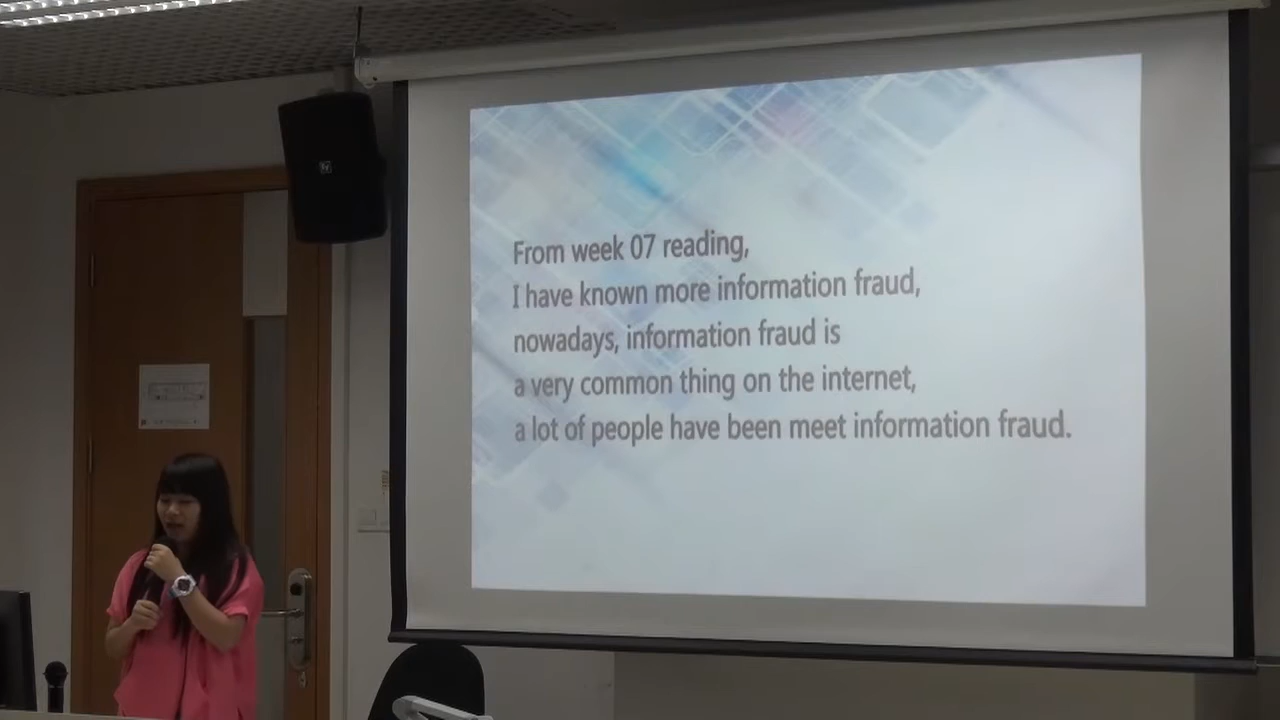 From week 07 reading,
I have known more information fraud,
nowadays, information fraud is
a very common thing on the internet,
a lot of people have been meet information fraud.